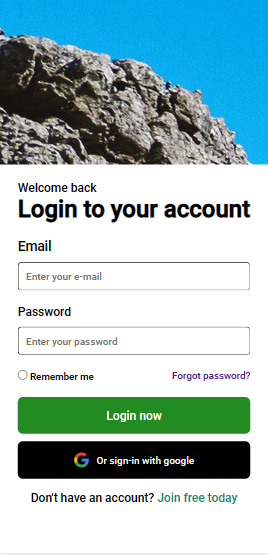 Welcome back
Login to your account
Email
Enter your e-mail
Password
Enter your password
Remember me Forgot password?
Login now
Or sign-in with google
Don't have an account? Join free today